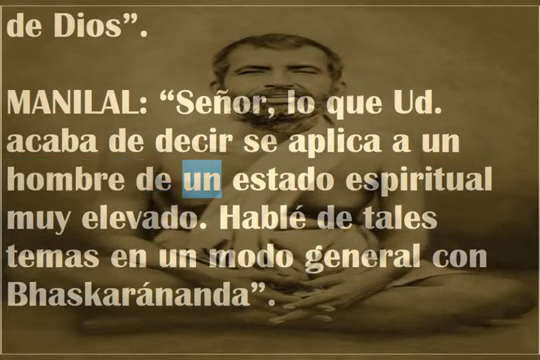 de Dios”.
MANILAL: “Señor, lo que Ud.
acaba de decir se aplica a un
hombre de un estado espiritual
muy elevado. Hablé de tales
temas en un modo general con
Bhaskaránanda”.